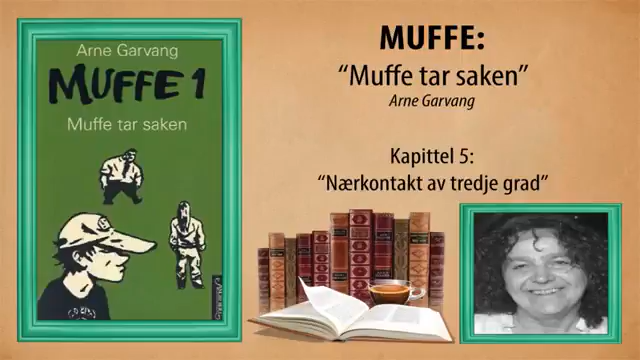 Arne Garvang
MUFFE 1
Muffe tar saken
MUFFE:
“Muffe tar saken”
Arne Garvang
Kapittel 5:
“Nærkontakt av tredje grad”